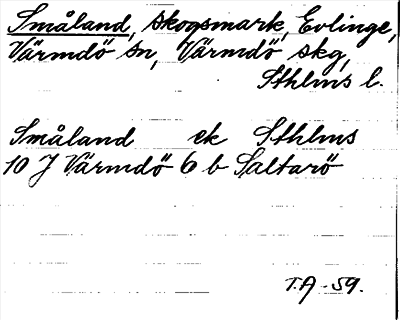 Småland, skogsmark, Evlinge,
Värmdö sn, Värmdö skg,
Sthlms l.
Småland ek Sthlms
10 J Värmdö 6 b Saltarö
T.A -59.